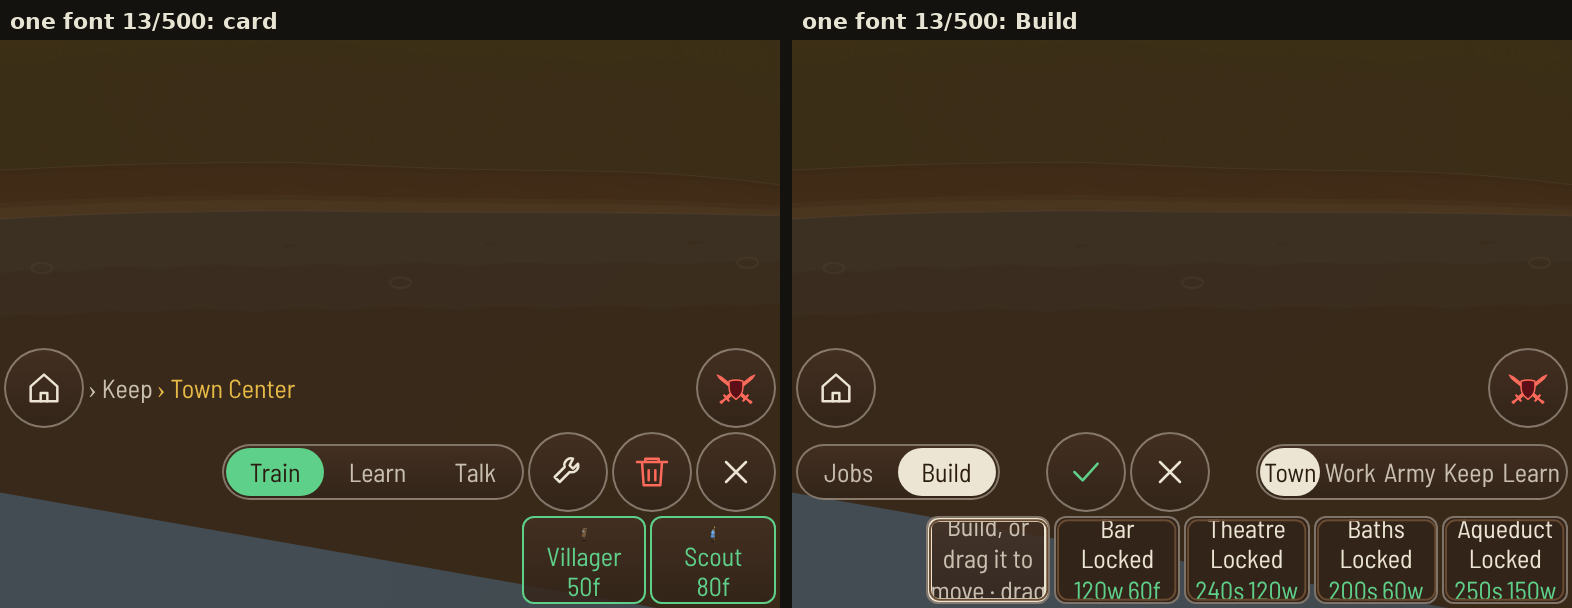 one font 13/500: card
one font 13/500: Build
› Keep › Town Center
Train Learn Talk
Jobs Build
Town Work Army Keep Learn
Villager
50f
Scout
80f
Build, or
drag it to
move · drag
Bar
Locked
120w 60f
Theatre
Locked
240s 120w
Baths
Locked
200s 60w
Aqueduct
Locked
250s 150w